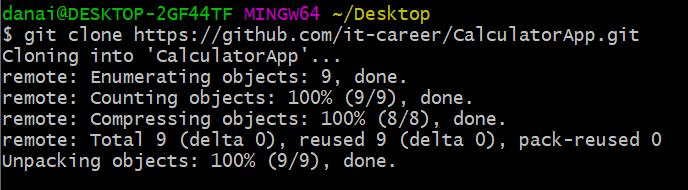 danai@DESKTOP-2GF44TF MINGW64 ~/Desktop
$ git clone https://github.com/it-career/CalculatorApp.git
Cloning into 'CalculatorApp'...
remote: Enumerating objects: 9, done.
remote: Counting objects: 100% (9/9), done.
remote: Compressing objects: 100% (8/8), done.
remote: Total 9 (delta 0), reused 9 (delta 0), pack-reused 0
Unpacking objects: 100% (9/9), done.